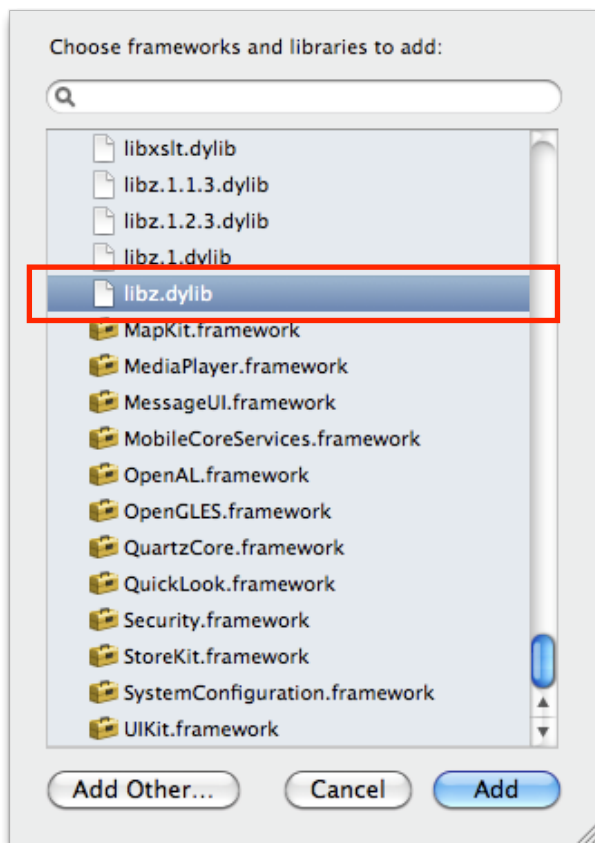 Choose frameworks and libraries to add:
libxslt.dylib
libz.1.1.3.dylib
libz.1.2.3.dylib
libz.1.dylib
libz.dylib
MapKit.framework
MediaPlayer.framework
MessageUI.framework
MobileCoreServices.framework
OpenAL.framework
OpenGLES.framework
QuartzCore.framework
QuickLook.framework
Security.framework
StoreKit.framework
SystemConfiguration.framework
UIKit.framework
Add Other... Cancel Add